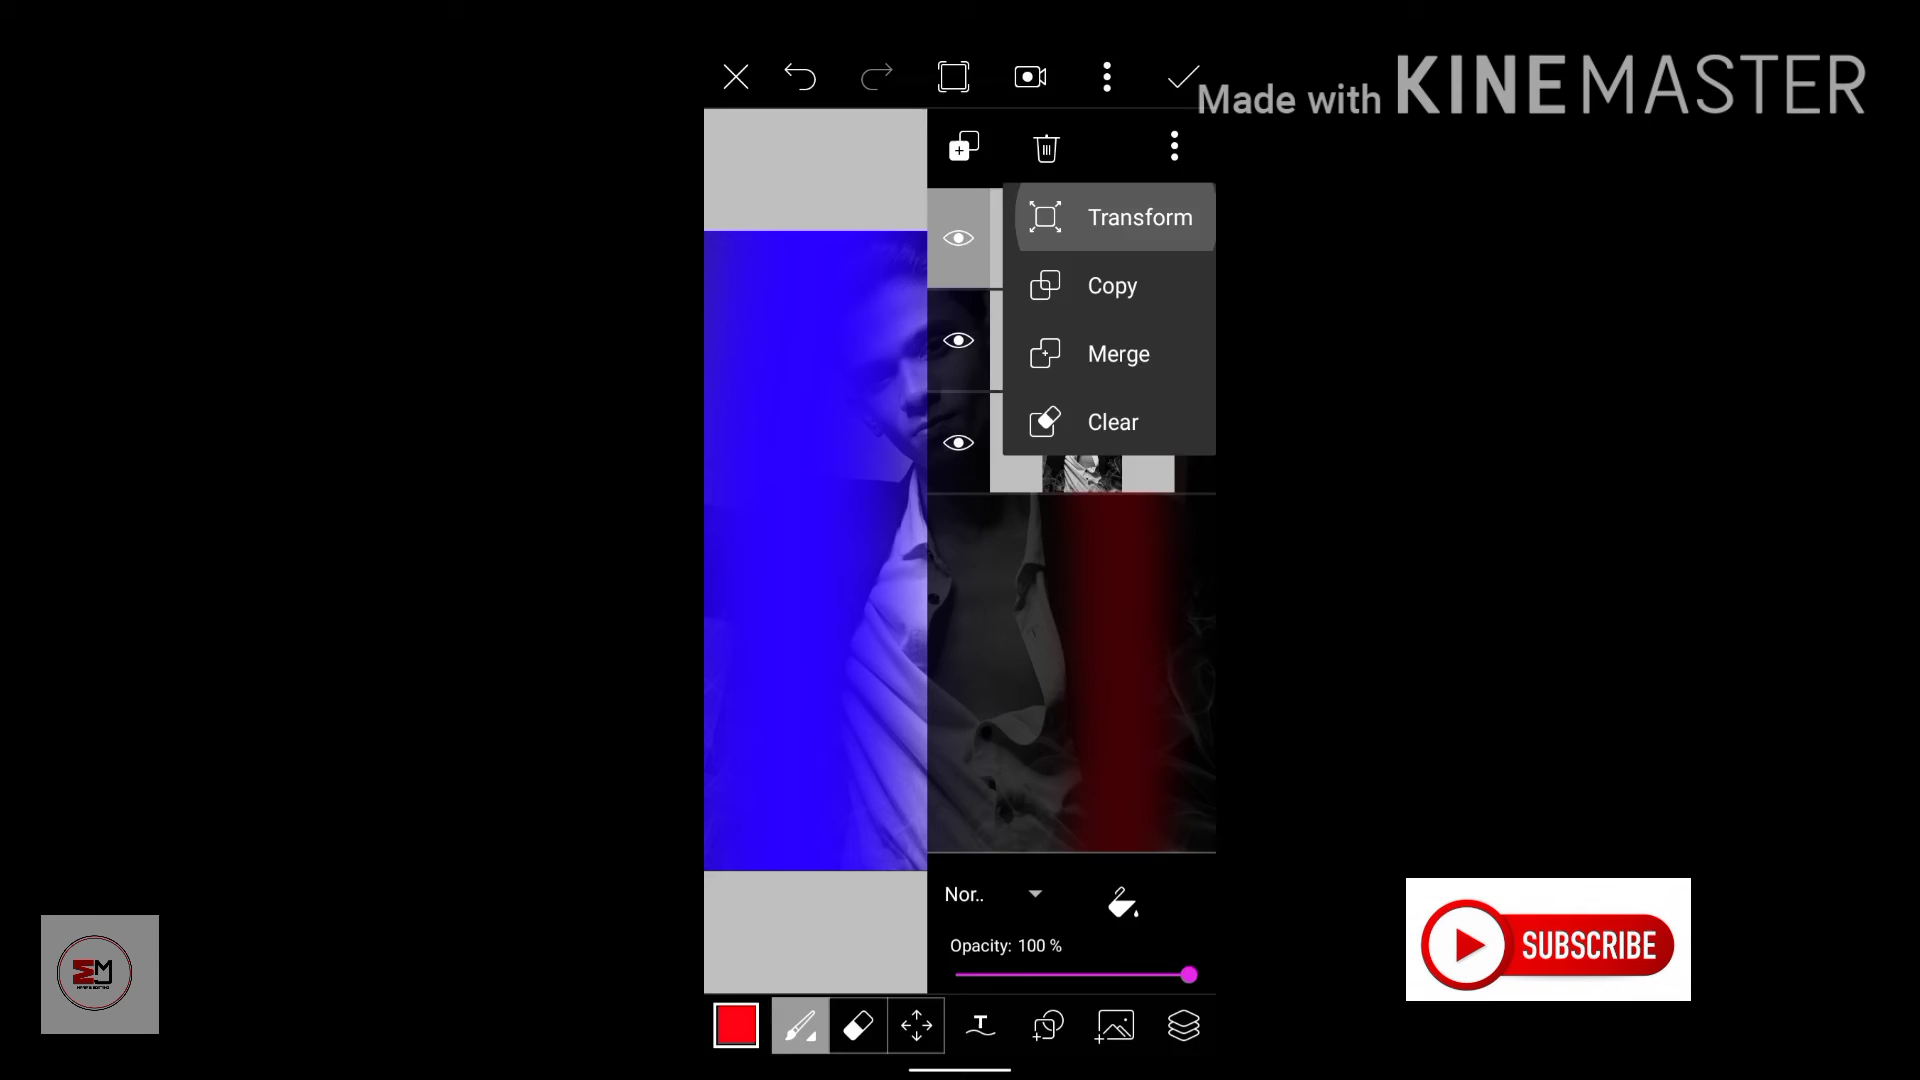 Made with KINEMASTER
Transform
Copy
Merge
Clear
Nor..
Opacity: 100 %
T
SUBSCRIBE